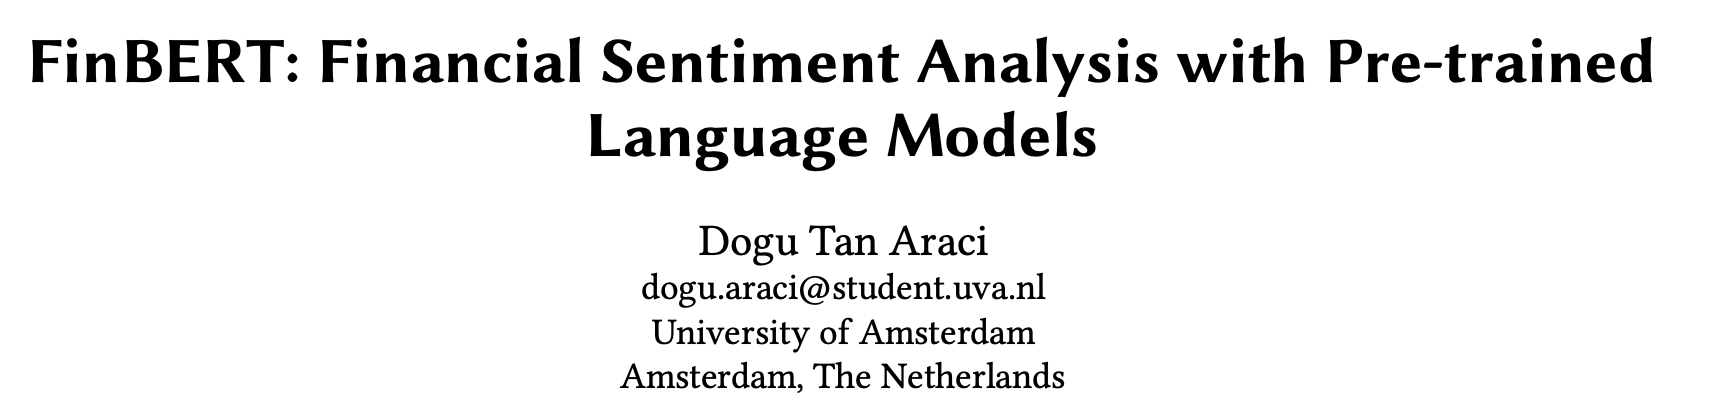 FinBERT: Financial Sentiment Analysis with Pre-trained
Language Models
Dogu Tan Araci
dogu.araci@student.uva.nl
University of Amsterdam
Amsterdam, The Netherlands